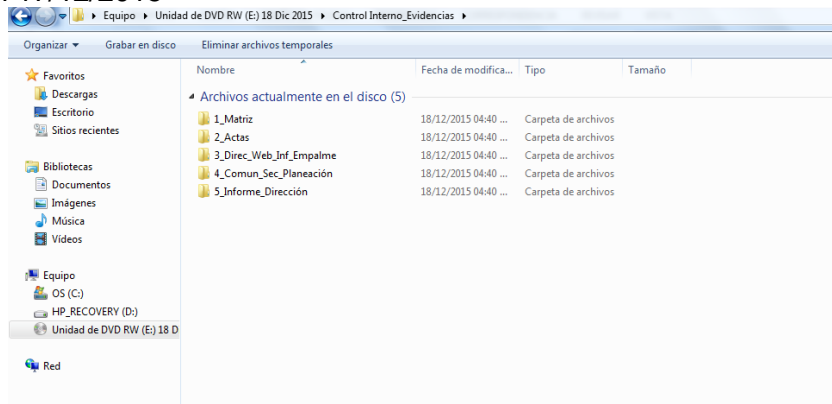 Equipo ▸ Unidad de DVD RW (E:) 18 Dic 2015 ▸ Control Interno_Evidencias ▸
Organizar Grabar en disco Eliminar archivos temporales
Nombre Fecha de modifica... Tipo Tamaño
Archivos actualmente en el disco (5)
1_Matriz 18/12/2015 04:40 ... Carpeta de archivos
2_Actas 18/12/2015 04:40 ... Carpeta de archivos
3_Direc_Web_Inf_Empalme 18/12/2015 04:40 ... Carpeta de archivos
4_Comun_Sec_Planeación 18/12/2015 04:40 ... Carpeta de archivos
5_Informe_Dirección 18/12/2015 04:40 ... Carpeta de archivos
Favoritos
Descargas
Escritorio
Sitios recientes
Bibliotecas
Documentos
Imágenes
Música
Vídeos
Equipo
OS (C:)
HP_RECOVERY (D:)
Unidad de DVD RW (E:) 18 D
Red